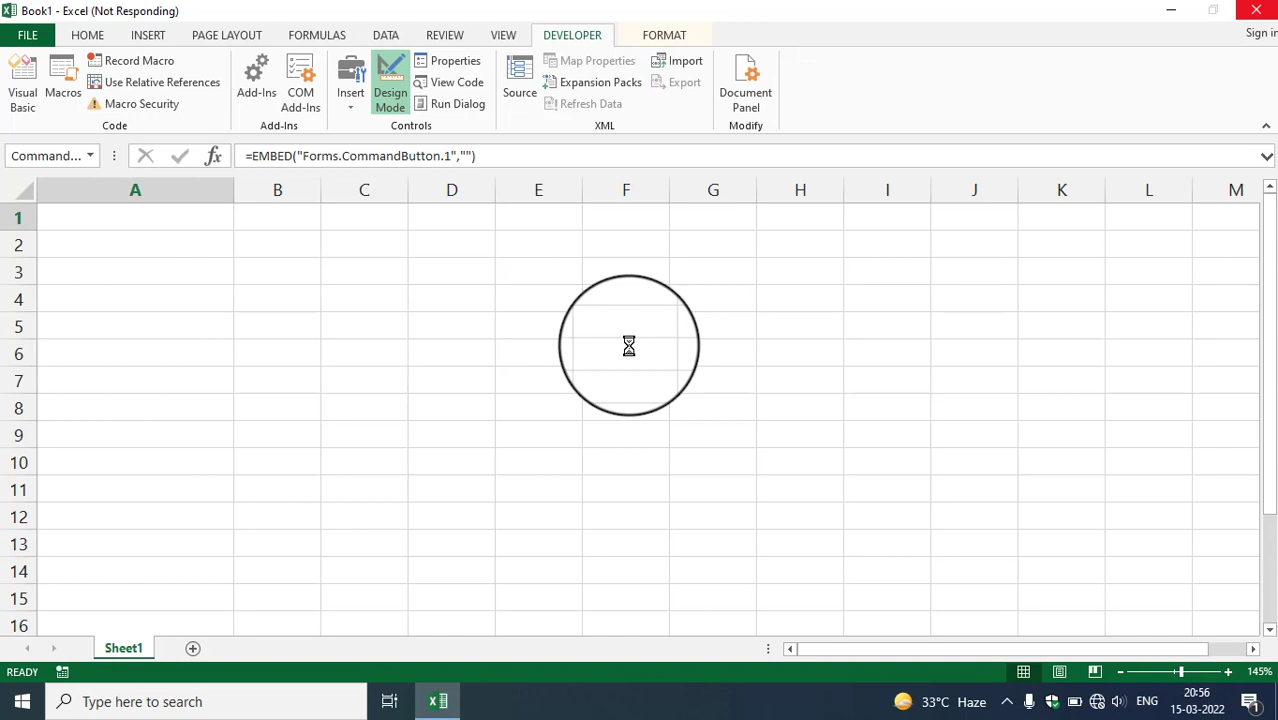 Book1 - Excel (Not Responding)
FILE HOME INSERT PAGE LAYOUT FORMULAS DATA REVIEW VIEW DEVELOPER FORMAT Sign in
Visual Basic
Macros
Record Macro
Use Relative References
Macro Security
Code
Add-Ins
COM Add-Ins
Add-Ins
Insert
Design Mode
Properties
View Code
Run Dialog
Controls
Source
Map Properties
Expansion Packs
Refresh Data
Import
Export
XML
Document Panel
Modify
Command... fx =EMBED("Forms.CommandButton.1","")
A B C D E F G H I J K L M
1
2
3
4
5
6
7
8
9
10
11
12
13
14
15
16
Sheet1
READY 145%
Type here to search 33°C Haze ENG 20:56
15-03-2022
1